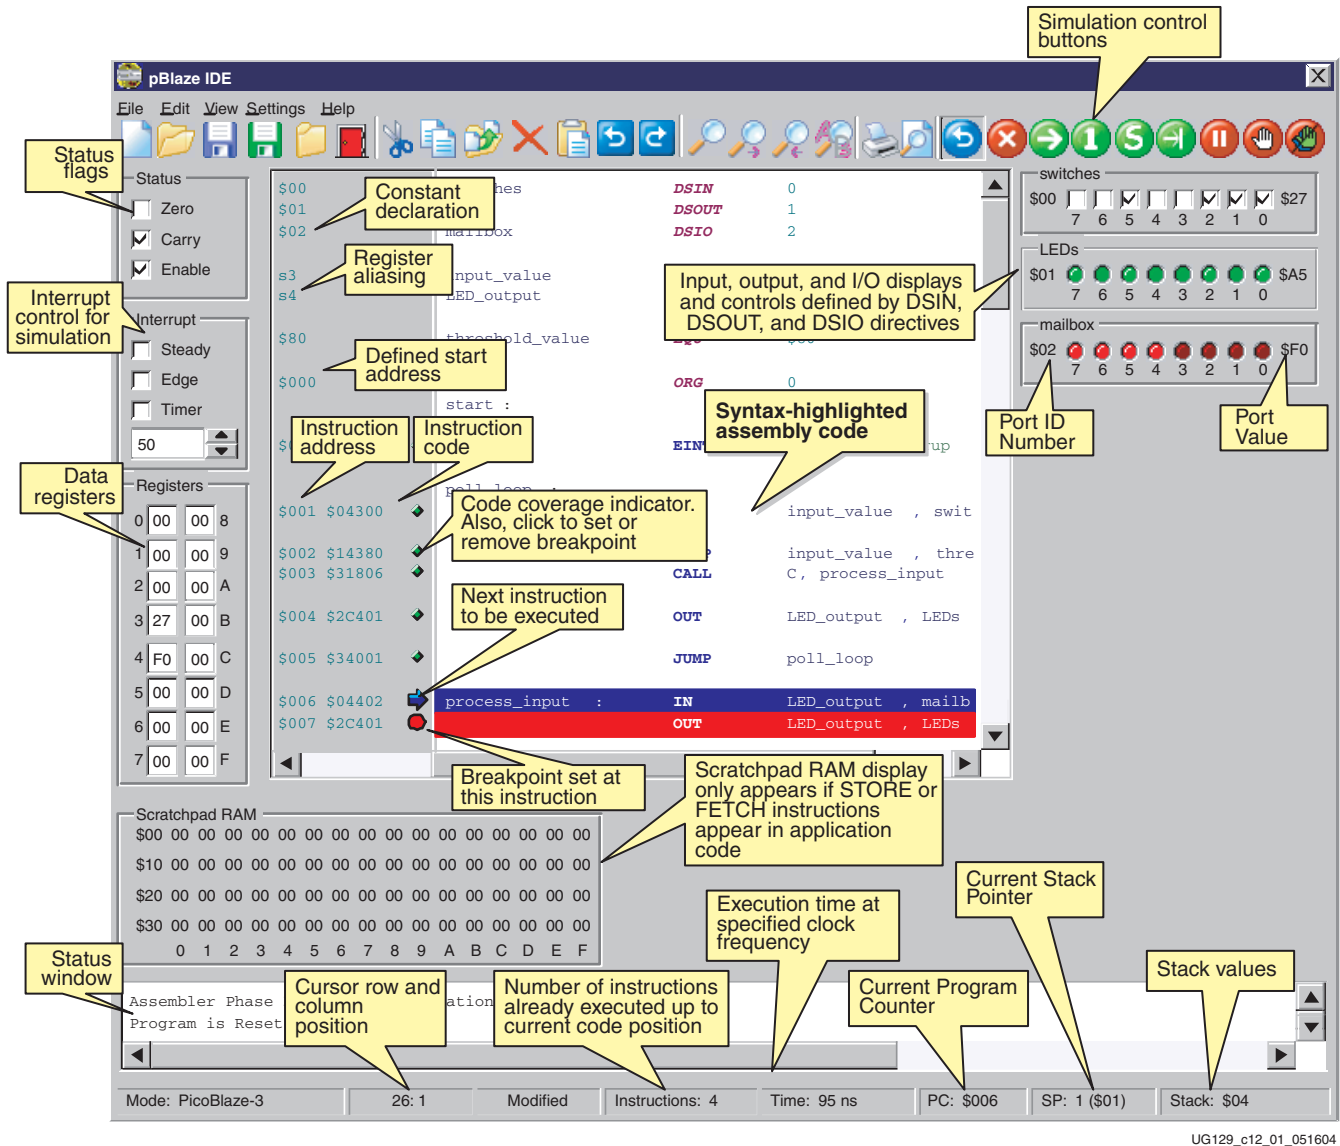 Simulation control
buttons
pBlaze IDE
File Edit View Settings Help
Status
flags
Status
Zero
Carry
Enable
Interrupt
control for
simulation
Interrupt
Steady
Edge
Timer
50
Data
registers
Registers
0 00 00 8
1 00 00 9
2 00 00 A
3 27 00 B
4 F0 00 C
5 00 00 D
6 00 00 E
7 00 00 F
$00 DSIN 0
$01 DSOUT 1
$02 mailbox DSIO 2
Constant
declaration
s3 input_value
s4 LED_output
Register
aliasing
$80 threshold_value
Defined start
address
$000 ORG 0
start :
Instruction
address
Instruction
code
EINT
Syntax-highlighted
assembly code
Code coverage indicator.
Also, click to set or
remove breakpoint
$001 $04300 input_value , swit
$002 $14380 input_value , thre
$003 $31806 CALL C, process_input
Next instruction
to be executed
$004 $2C401 OUT LED_output , LEDs
$005 $34001 JUMP poll_loop
$006 $04402 process_input : IN LED_output , mailb
$007 $2C401 OUT LED_output , LEDs
Breakpoint set at
this instruction
switches
$00 $27
7 6 5 4 3 2 1 0
LEDs
$01 $A5
7 6 5 4 3 2 1 0
Input, output, and I/O displays
and controls defined by DSIN,
DSOUT, and DSIO directives
mailbox
$02 $F0
7 6 5 4 3 2 1 0
Port ID
Number
Port
Value
Scratchpad RAM display
only appears if STORE or
FETCH instructions
appear in application
code
Scratchpad RAM
$00 00 00 00 00 00 00 00 00 00 00 00 00 00 00 00 00
$10 00 00 00 00 00 00 00 00 00 00 00 00 00 00 00 00
$20 00 00 00 00 00 00 00 00 00 00 00 00 00 00 00 00
$30 00 00 00 00 00 00 00 00 00 00 00 00 00 00 00 00
0 1 2 3 4 5 6 7 8 9 A B C D E F
Status
window
Assembler Phase
Program is Reset
Cursor row and
column
position
Number of instructions
already executed up to
current code position
Execution time at
specified clock
frequency
Current Program
Counter
Current Stack
Pointer
Stack values
Mode: PicoBlaze-3 26: 1 Modified Instructions: 4 Time: 95 ns PC: $006 SP: 1 ($01) Stack: $04
UG129_c12_01_051604